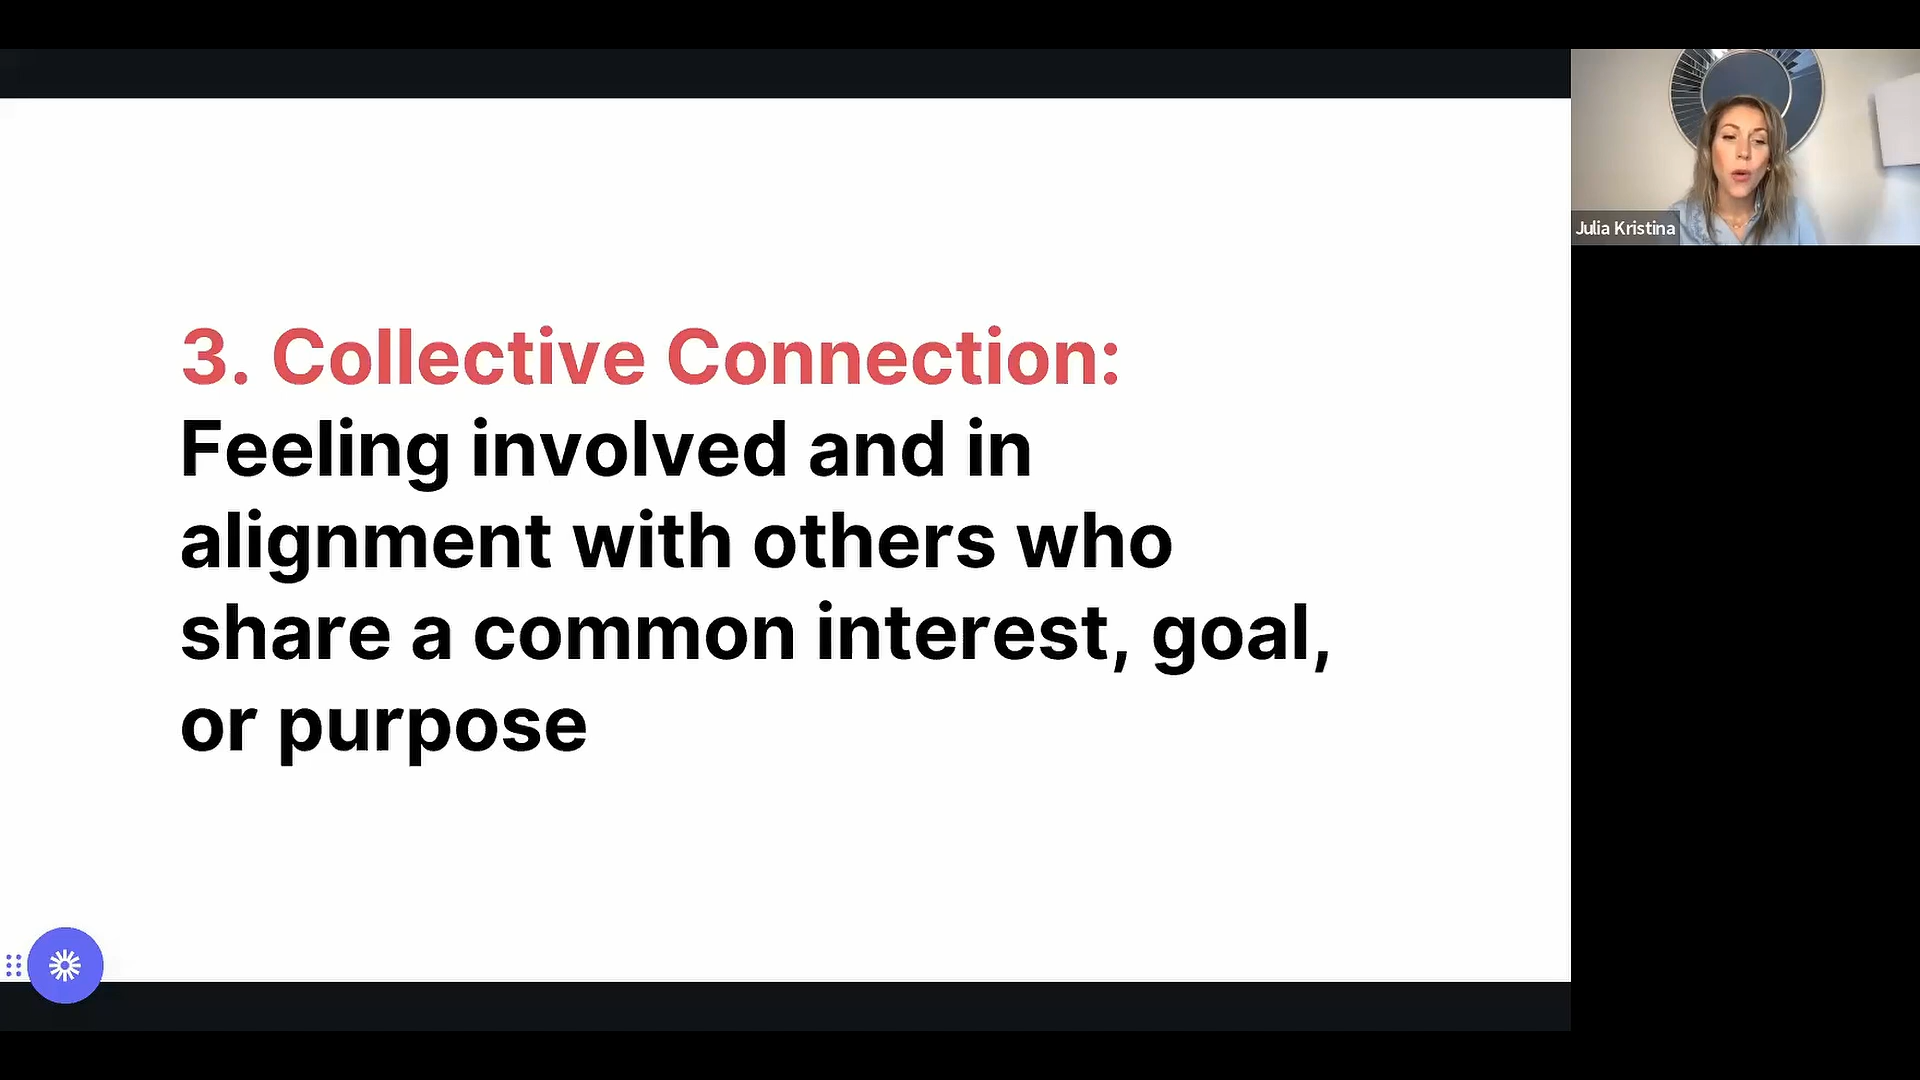 3. Collective Connection:
Feeling involved and in
alignment with others who
share a common interest, goal,
or purpose
Julia Kristina